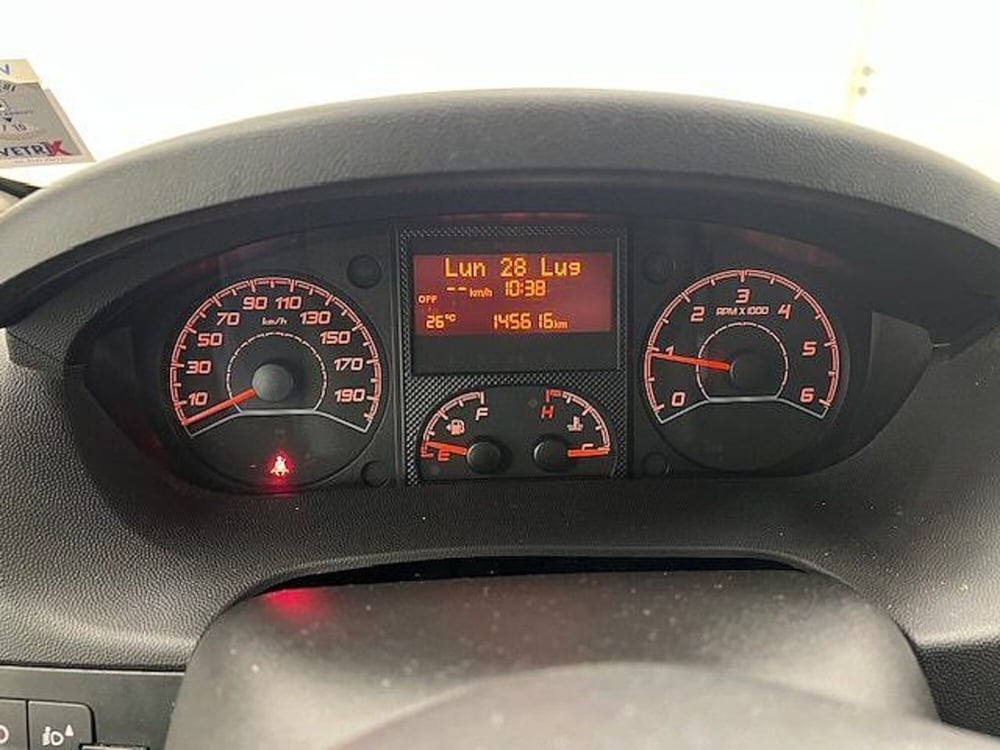 / 10
VETRIX
Lun 28 Lug
-- km/h 10:38
OFF
26°C 145616km
10 30 50 70 90 110 130 150 170 190
km/h
E F
H C
0 1 2 3 4 5 6
RPM X 1000